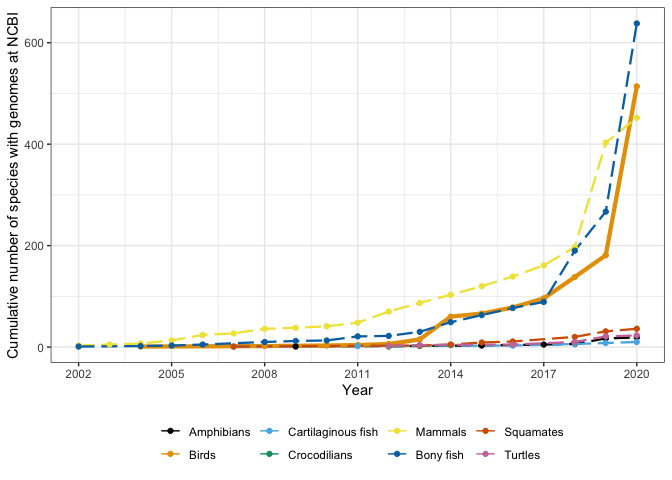 Cumulative number of species with genomes at NCBI
600
400
200
0
2002 2005 2008 2011 2014 2017 2020
Year
Amphibians Cartilaginous fish Mammals Squamates
Birds Crocodilians Bony fish Turtles